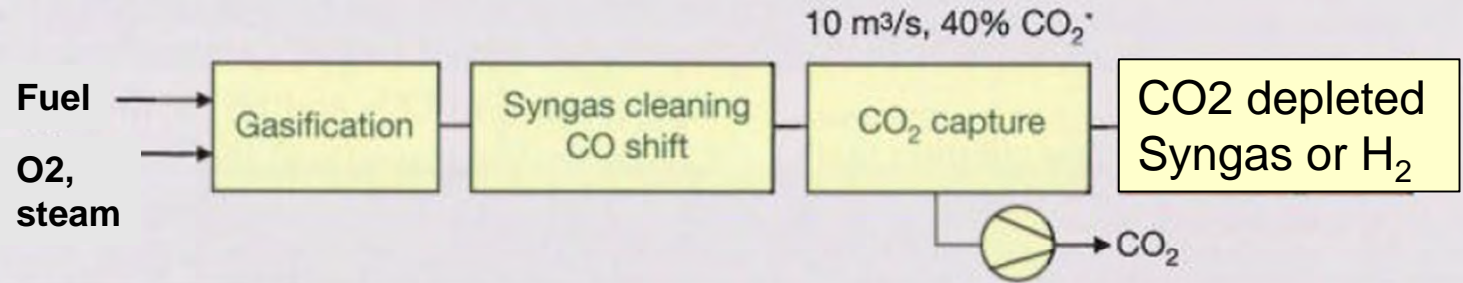 10 m³/s, 40% CO₂*
Fuel
O2,
steam
Gasification
Syngas cleaning
CO shift
CO₂ capture
CO2 depleted
Syngas or H₂
CO₂